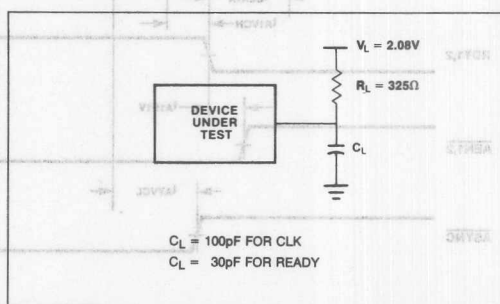 V_L = 2.08V
R_L = 325Ω
DEVICE
UNDER
TEST
C_L
C_L = 100pF FOR CLK
C_L = 30pF FOR READY